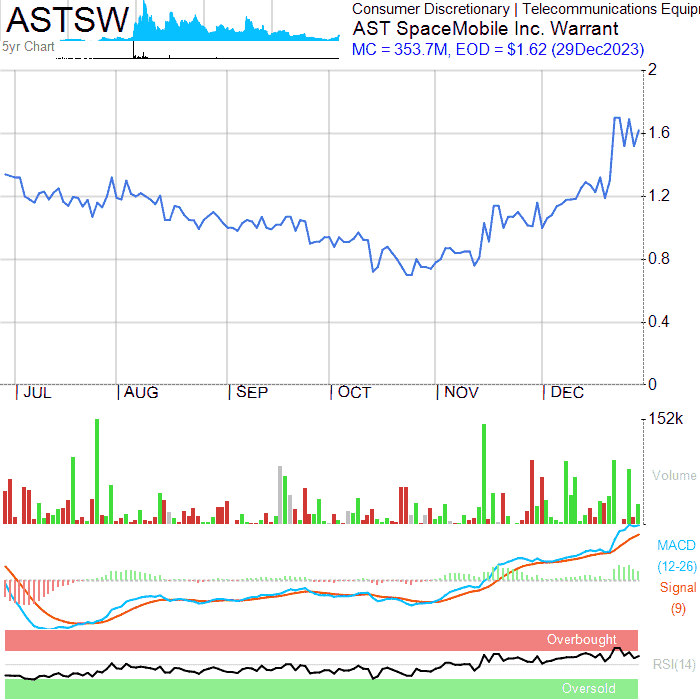 ASTSW
5yr Chart
Consumer Discretionary | Telecommunications Equip
AST SpaceMobile Inc. Warrant
MC = 353.7M, EOD = $1.62 (29Dec2023)
2
1.6
1.2
0.8
0.4
0
JUL AUG SEP OCT NOV DEC
152k
Volume
MACD
(12-26)
Signal
(9)
Overbought
RSI(14)
Oversold